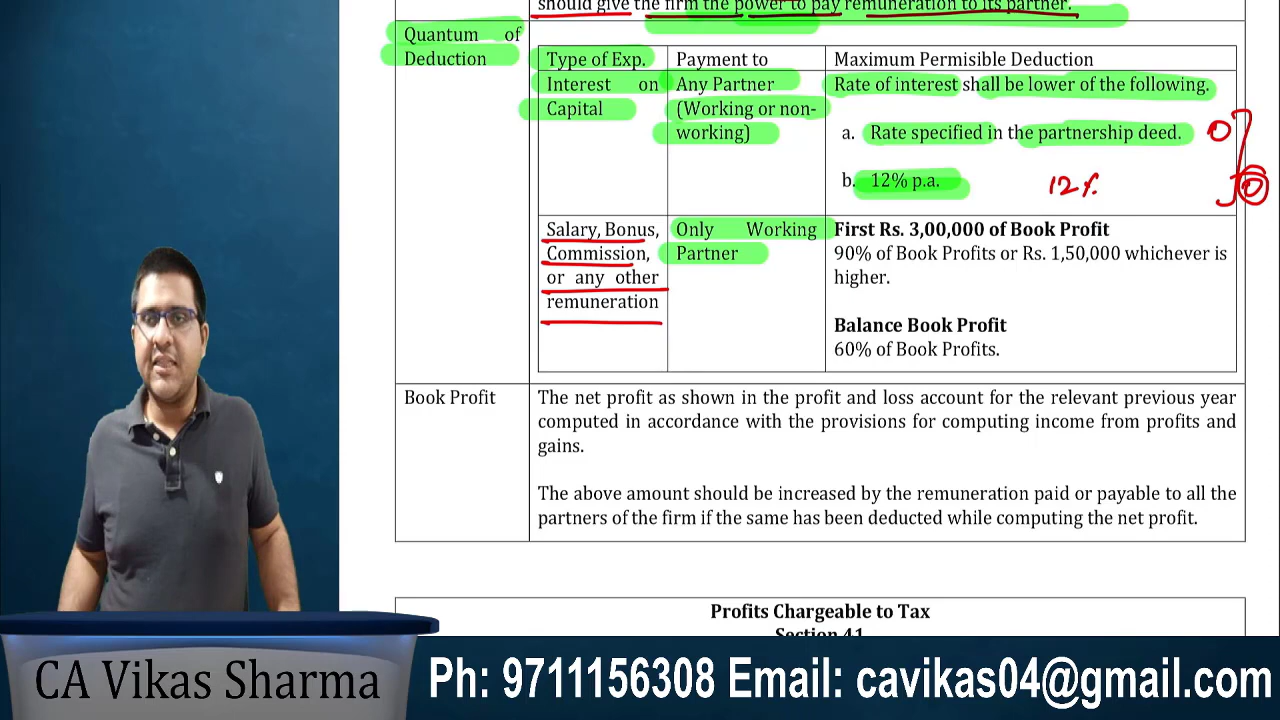 should give the firm the power to pay remuneration to its partner.
Quantum of
Deduction
Type of Exp.
Payment to
Maximum Permisible Deduction
Interest on
Capital
Any Partner
(Working or non-
working)
Rate of interest shall be lower of the following.
a. Rate specified in the partnership deed.
0
b. 12% p.a.
12%
0
Salary, Bonus,
Commission,
or any other
remuneration
Only Working
Partner
First Rs. 3,00,000 of Book Profit
90% of Book Profits or Rs. 1,50,000 whichever is
higher.
Balance Book Profit
60% of Book Profits.
Book Profit
The net profit as shown in the profit and loss account for the relevant previous year
computed in accordance with the provisions for computing income from profits and
gains.
The above amount should be increased by the remuneration paid or payable to all the
partners of the firm if the same has been deducted while computing the net profit.
Profits Chargeable to Tax
Section 41
CA Vikas Sharma
Ph: 9711156308 Email: cavikas04@gmail.com